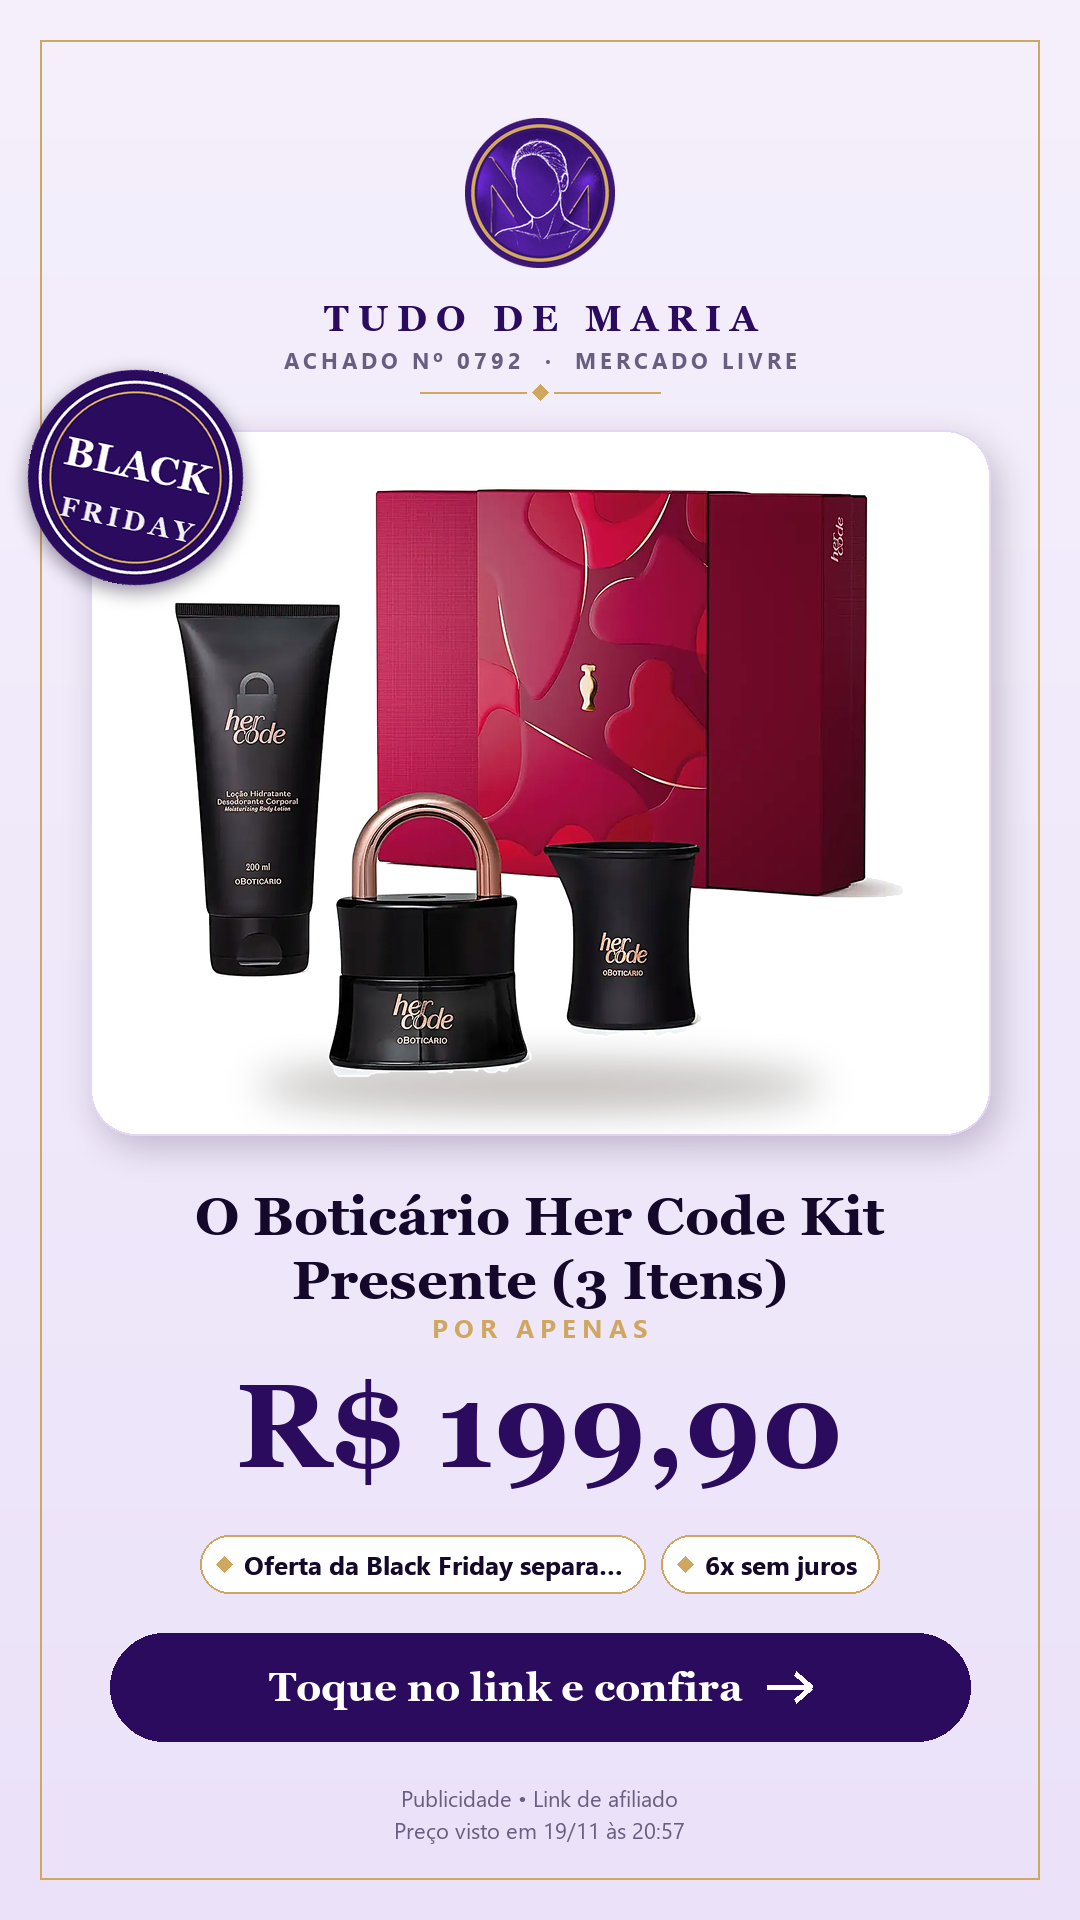 TUDO DE MARIA
ACHADO Nº 0792 · MERCADO LIVRE
BLACK
FRIDAY
her
code
her
code
Loção Hidratante
Desodorante Corporal
Moisturizing Body Lotion
200 ml
oBOTICÁRIO
her
code
oBOTICÁRIO
her
code
oBOTICÁRIO
O Boticário Her Code Kit
Presente (3 Itens)
POR APENAS
R$ 199,90
Oferta da Black Friday separa...
6x sem juros
Toque no link e confira →
Publicidade • Link de afiliado
Preço visto em 19/11 às 20:57